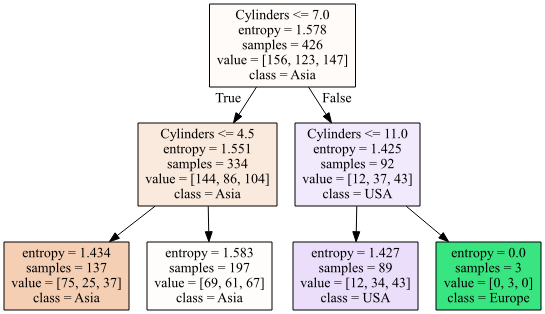 Cylinders <= 7.0
entropy = 1.578
samples = 426
value = [156, 123, 147]
class = Asia
True
False
Cylinders <= 4.5
entropy = 1.551
samples = 334
value = [144, 86, 104]
class = Asia
Cylinders <= 11.0
entropy = 1.425
samples = 92
value = [12, 37, 43]
class = USA
entropy = 1.434
samples = 137
value = [75, 25, 37]
class = Asia
entropy = 1.583
samples = 197
value = [69, 61, 67]
class = Asia
entropy = 1.427
samples = 89
value = [12, 34, 43]
class = USA
entropy = 0.0
samples = 3
value = [0, 3, 0]
class = Europe